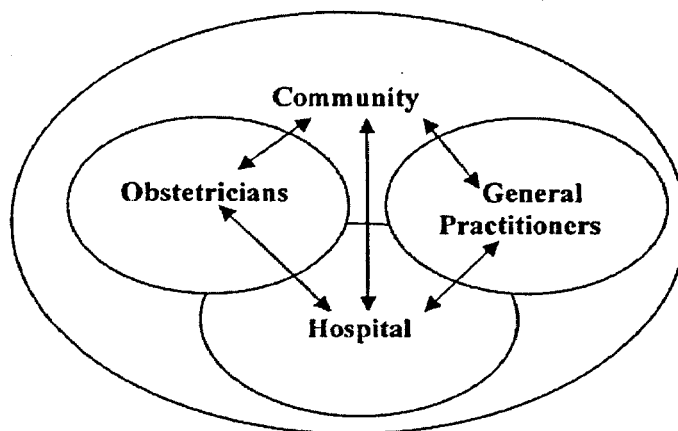 Community
Obstetricians
General
Practitioners
Hospital